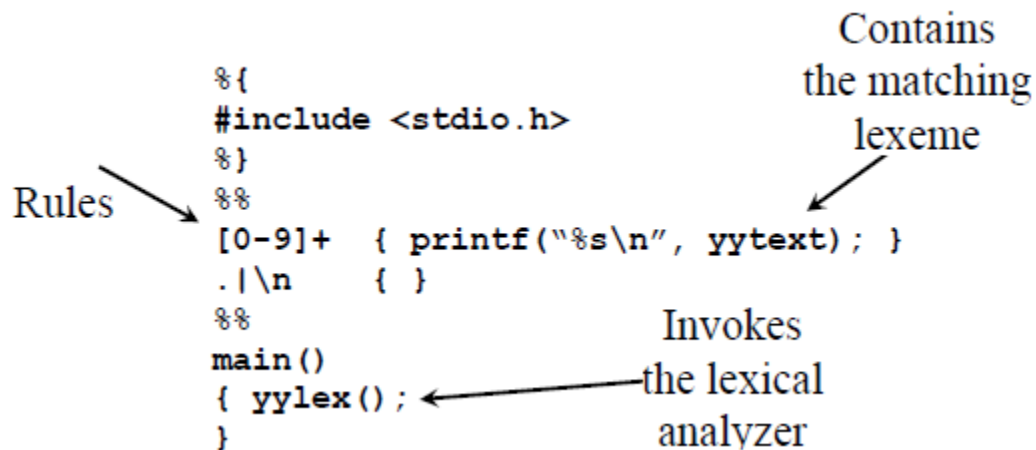 Contains
the matching
lexeme
%{
#include <stdio.h>
%}
%%
Rules
[0-9]+  { printf(“%s\n”, yytext); }
.|\n    { }
%%
main()
{ yylex();
}
Invokes
the lexical
analyzer